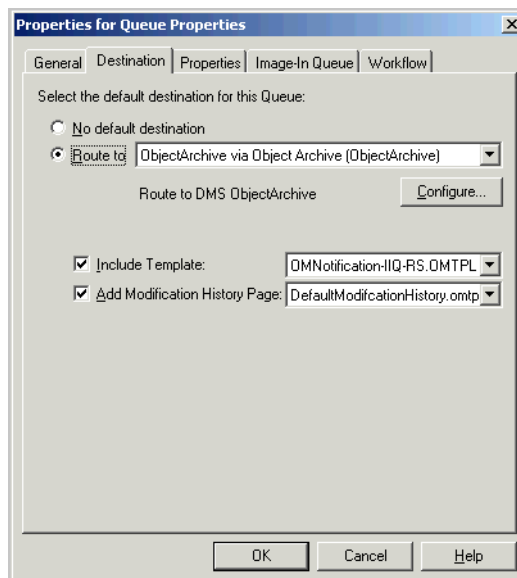 Properties for Queue Properties
General Destination Properties Image-In Queue Workflow
Select the default destination for this Queue:
No default destination
Route to ObjectArchive via Object Archive (ObjectArchive)
Route to DMS ObjectArchive Configure...
Include Template: OMNotification-IIQ-RS.OMTPL
Add Modification History Page: DefaultModifcationHistory.omtp
OK Cancel Help